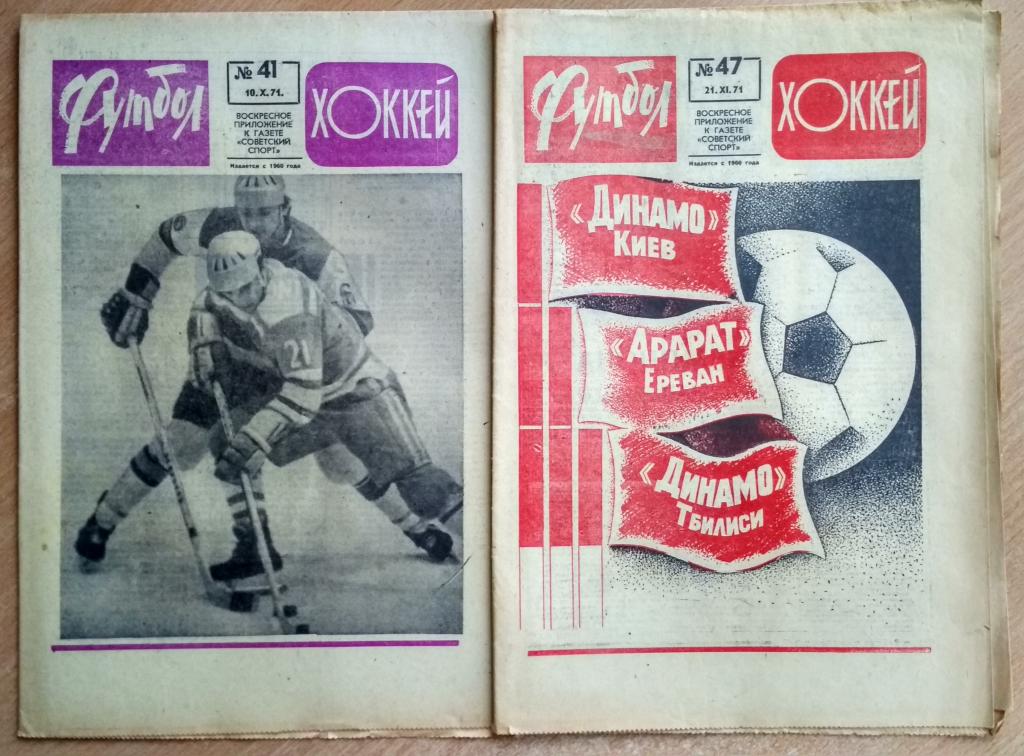 Футбол
№ 41
10. X. 71.
ВОСКРЕСНОЕ
ПРИЛОЖЕНИЕ
К ГАЗЕТЕ
«СОВЕТСКИЙ
СПОРТ»
Издается с 1960 года
ХОККЕЙ
21
Футбол
№ 47
21. XI. 71
ВОСКРЕСНОЕ
ПРИЛОЖЕНИЕ
К ГАЗЕТЕ
«СОВЕТСКИЙ
СПОРТ»
Издается с 1960 года
ХОККЕЙ
«ДИНАМО»
КИЕВ
«АРАРАТ»
ЕРЕВАН
«ДИНАМО»
ТБИЛИСИ